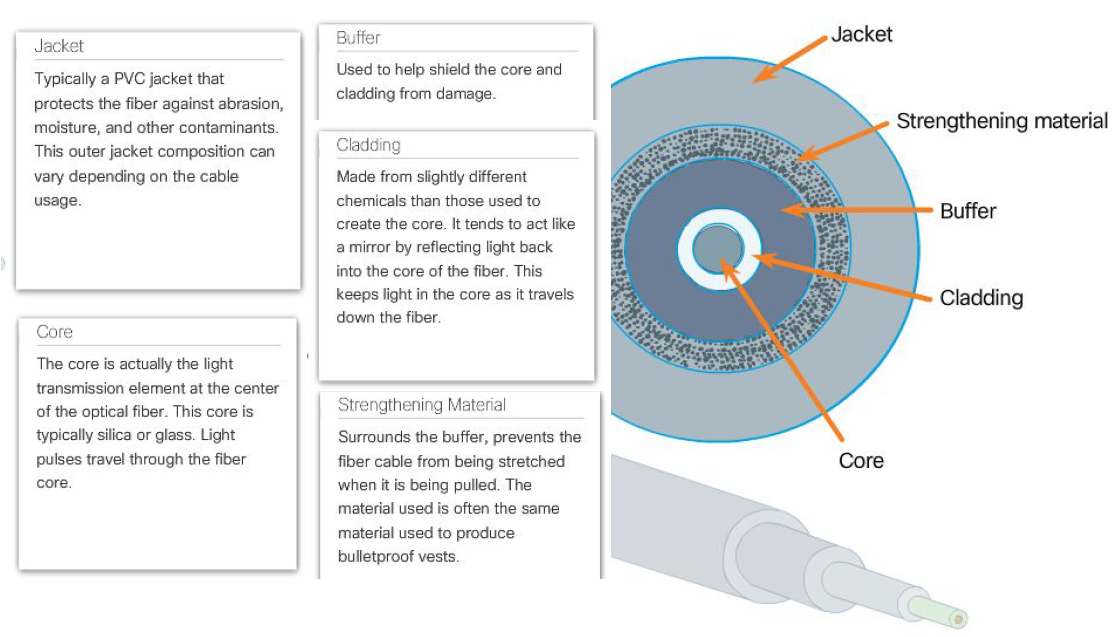 Jacket
Typically a PVC jacket that
protects the fiber against abrasion,
moisture, and other contaminants.
This outer jacket composition can
vary depending on the cable
usage.
Core
The core is actually the light
transmission element at the center
of the optical fiber. This core is
typically silica or glass. Light
pulses travel through the fiber
core.
Buffer
Used to help shield the core and
cladding from damage.
Cladding
Made from slightly different
chemicals than those used to
create the core. It tends to act like
a mirror by reflecting light back
into the core of the fiber. This
keeps light in the core as it travels
down the fiber.
Strengthening Material
Surrounds the buffer, prevents the
fiber cable from being stretched
when it is being pulled. The
material used is often the same
material used to produce
bulletproof vests.
Jacket
Strengthening material
Buffer
Cladding
Core